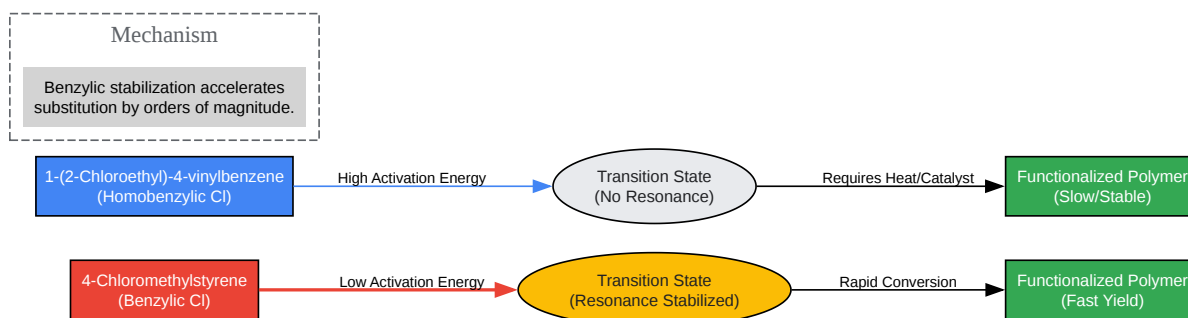 Mechanism
Benzylic stabilization accelerates
substitution by orders of magnitude.
1-(2-Chloroethyl)-4-vinylbenzene
(Homobenzylic Cl)
High Activation Energy
Transition State
(No Resonance)
Requires Heat/Catalyst
Functionalized Polymer
(Slow/Stable)
4-Chloromethylstyrene
(Benzylic Cl)
Low Activation Energy
Transition State
(Resonance Stabilized)
Rapid Conversion
Functionalized Polymer
(Fast Yield)